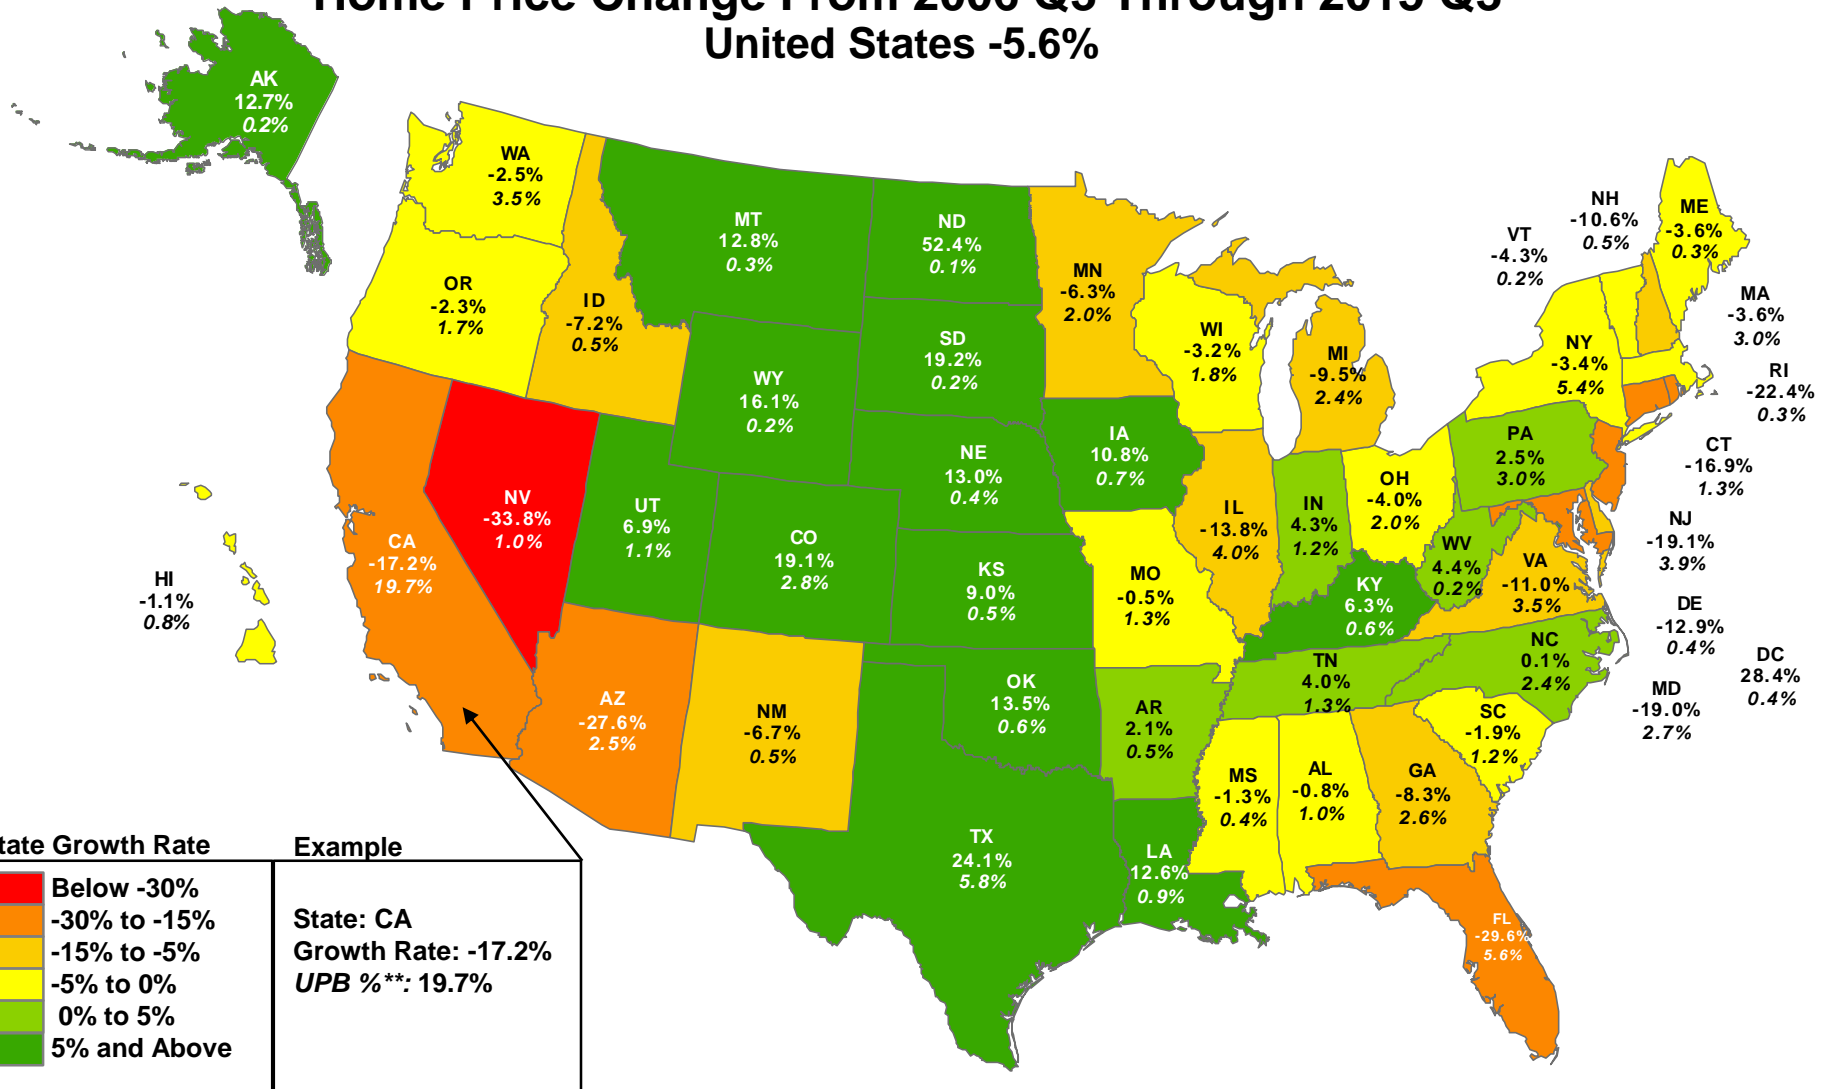 Home Price Change From 2006 Q3 Through 2015 Q3
United States -5.6%
AK
12.7%
0.2%
WA
-2.5%
3.5%
OR
-2.3%
1.7%
ID
-7.2%
0.5%
MT
12.8%
0.3%
ND
52.4%
0.1%
MN
-6.3%
2.0%
WI
-3.2%
1.8%
MI
-9.5%
2.4%
VT
-4.3%
0.2%
NH
-10.6%
0.5%
ME
-3.6%
0.3%
MA
-3.6%
3.0%
NY
-3.4%
5.4%
RI
-22.4%
0.3%
CT
-16.9%
1.3%
SD
19.2%
0.2%
WY
16.1%
0.2%
NE
13.0%
0.4%
IA
10.8%
0.7%
IL
-13.8%
4.0%
IN
4.3%
1.2%
OH
-4.0%
2.0%
PA
2.5%
3.0%
NJ
-19.1%
3.9%
NV
-33.8%
1.0%
UT
6.9%
1.1%
CA
-17.2%
19.7%
CO
19.1%
2.8%
KS
9.0%
0.5%
MO
-0.5%
1.3%
KY
6.3%
0.6%
WV
4.4%
0.2%
VA
-11.0%
3.5%
DE
-12.9%
0.4%
DC
28.4%
0.4%
MD
-19.0%
2.7%
HI
-1.1%
0.8%
AZ
-27.6%
2.5%
NM
-6.7%
0.5%
OK
13.5%
0.6%
AR
2.1%
0.5%
TN
4.0%
1.3%
NC
0.1%
2.4%
SC
-1.9%
1.2%
TX
24.1%
5.8%
LA
12.6%
0.9%
MS
-1.3%
0.4%
AL
-0.8%
1.0%
GA
-8.3%
2.6%
FL
-29.6%
5.6%
tate Growth Rate
Below -30%
-30% to -15%
-15% to -5%
-5% to 0%
0% to 5%
5% and Above
Example
State: CA
Growth Rate: -17.2%
UPB %**: 19.7%